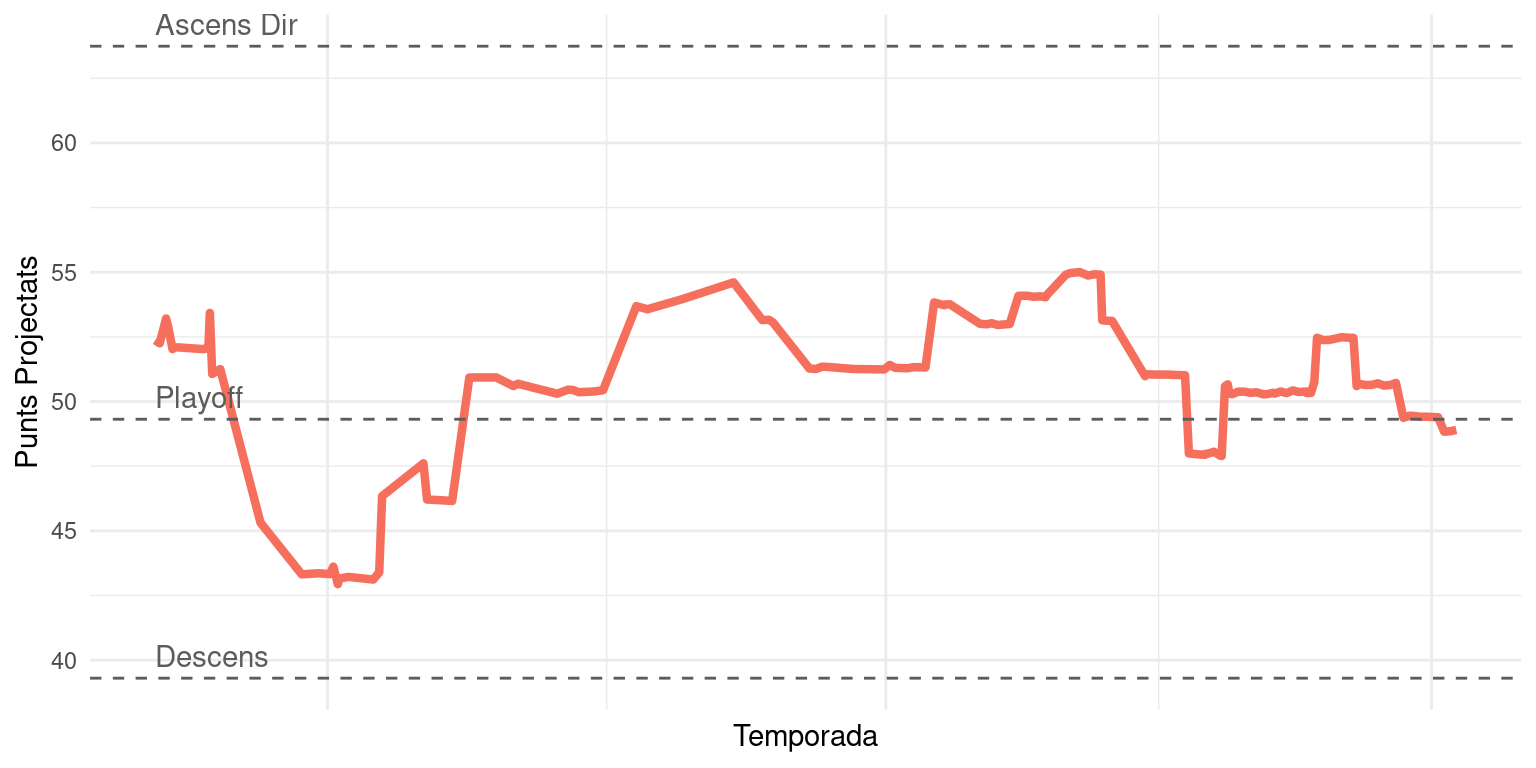 Ascens Dir
60
55
Playoff
50
45
Descens
40
Punts Projectats
Temporada